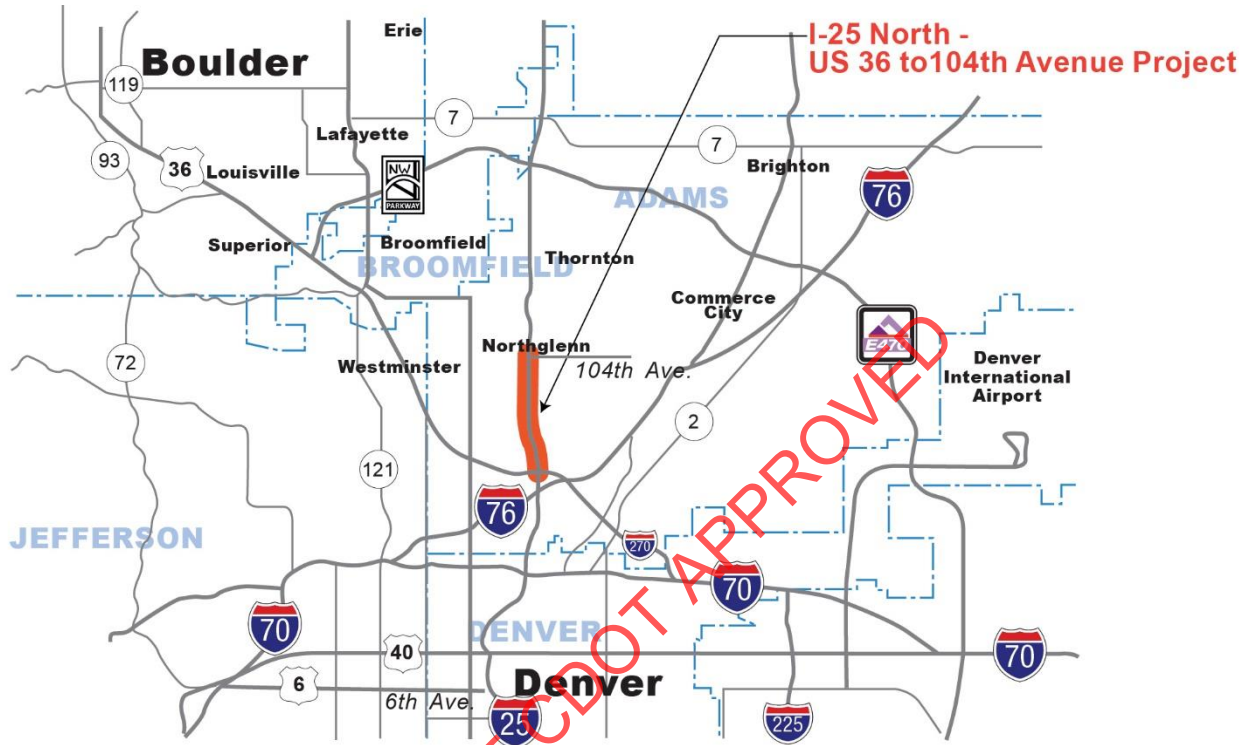 I-25 North -
US 36 to104th Avenue Project
Erie
Boulder
119
Lafayette
7
7
93
36
Louisville
NW
PARKWAY
Brighton
76
ADAMS
Superior
Broomfield
BROOMFIELD
Thornton
Commerce
City
E470
Northglenn
104th Ave.
Westminster
72
Denver
International
Airport
2
121
76
JEFFERSON
270
70
70
DENVER
40
70
6
6th Ave.
Denver
25
225
CDOT APPROVED